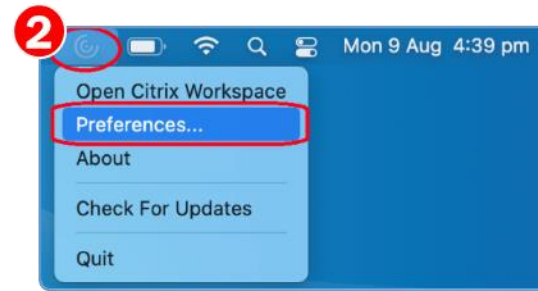 2
Mon 9 Aug 4:39 pm
Open Citrix Workspace
Preferences...
About
Check For Updates
Quit